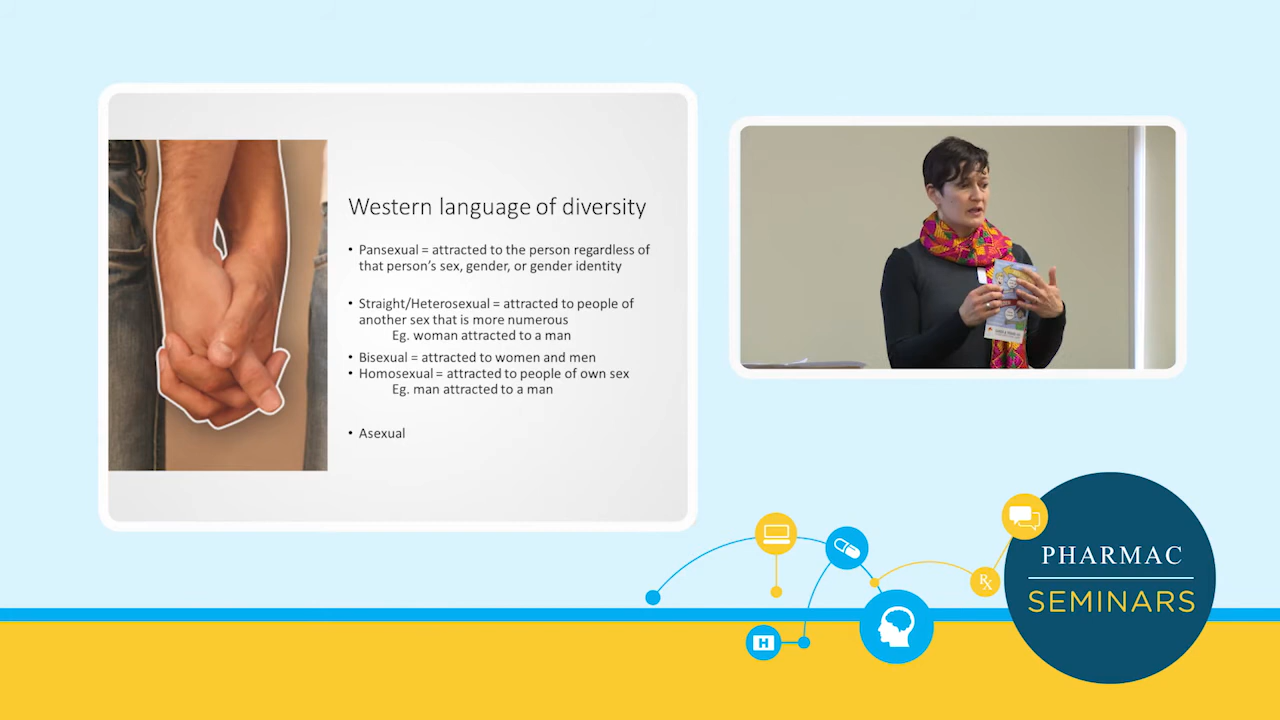 Western language of diversity
• Pansexual = attracted to the person regardless of
that person's sex, gender, or gender identity
• Straight/Heterosexual = attracted to people of
another sex that is more numerous
Eg. woman attracted to a man
• Bisexual = attracted to women and men
• Homosexual = attracted to people of own sex
Eg. man attracted to a man
• Asexual
H
Rx
PHARMAC
SEMINARS